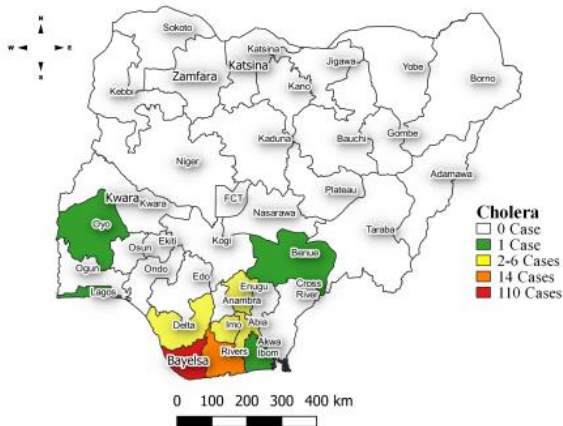 N
W E
S
Sokoto
Katsina
Katsina
Zamfara
Jigawa
Yobe
Borno
Kebbi
Kano
Kaduna
Bauchi
Gombe
Niger
Adamawa
Plateau
FCT
Kwara
Kwara
Nasarawa
Taraba
Oyo
Kogi
Benue
Osun
Ekiti
Ogun
Ondo
Edo
Enugu
Cross
River
Lagos
Anambra
Delta
Imo
Abia
Akwa
Ibom
Rivers
Bayelsa
Cholera
0 Case
1 Case
2-6 Cases
14 Cases
110 Cases
0 100 200 300 400 km